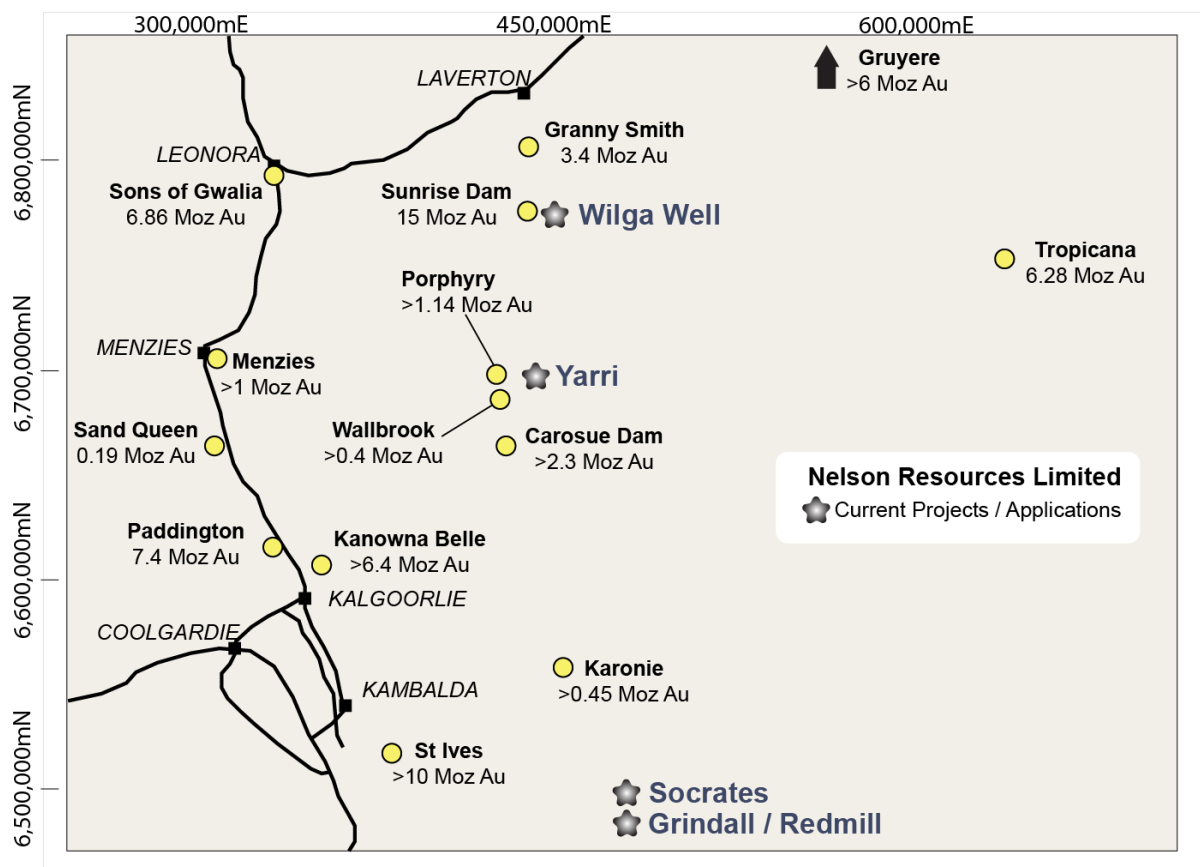 300,000mE
450,000mE
600,000mE
6,800,000mN
6,700,000mN
6,600,000mN
6,500,000mN
Gruyere
>6 Moz Au
LAVERTON
Granny Smith
3.4 Moz Au
LEONORA
Sons of Gwalia
6.86 Moz Au
Sunrise Dam
15 Moz Au
Wilga Well
Tropicana
6.28 Moz Au
Porphyry
>1.14 Moz Au
MENZIES
Menzies
>1 Moz Au
Yarri
Sand Queen
0.19 Moz Au
Wallbrook
>0.4 Moz Au
Carosue Dam
>2.3 Moz Au
Nelson Resources Limited
Current Projects / Applications
Paddington
7.4 Moz Au
Kanowna Belle
>6.4 Moz Au
KALGOORLIE
COOLGARDIE
Karonie
>0.45 Moz Au
KAMBALDA
St Ives
>10 Moz Au
Socrates
Grindall / Redmill